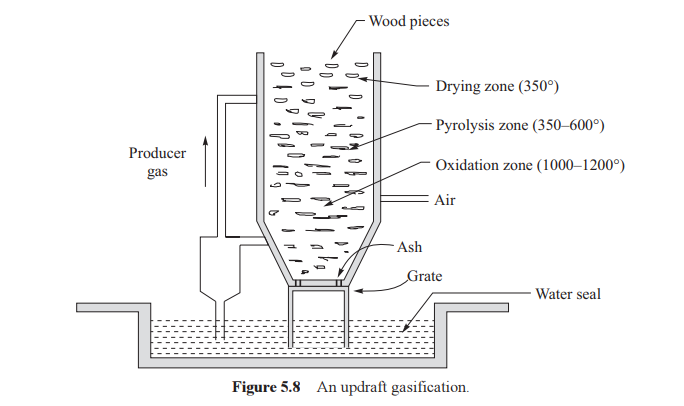 Wood pieces
Drying zone (350°)
Pyrolysis zone (350–600°)
Producer
gas
Oxidation zone (1000–1200°)
Air
Ash
Grate
Water seal
Figure 5.8 An updraft gasification.